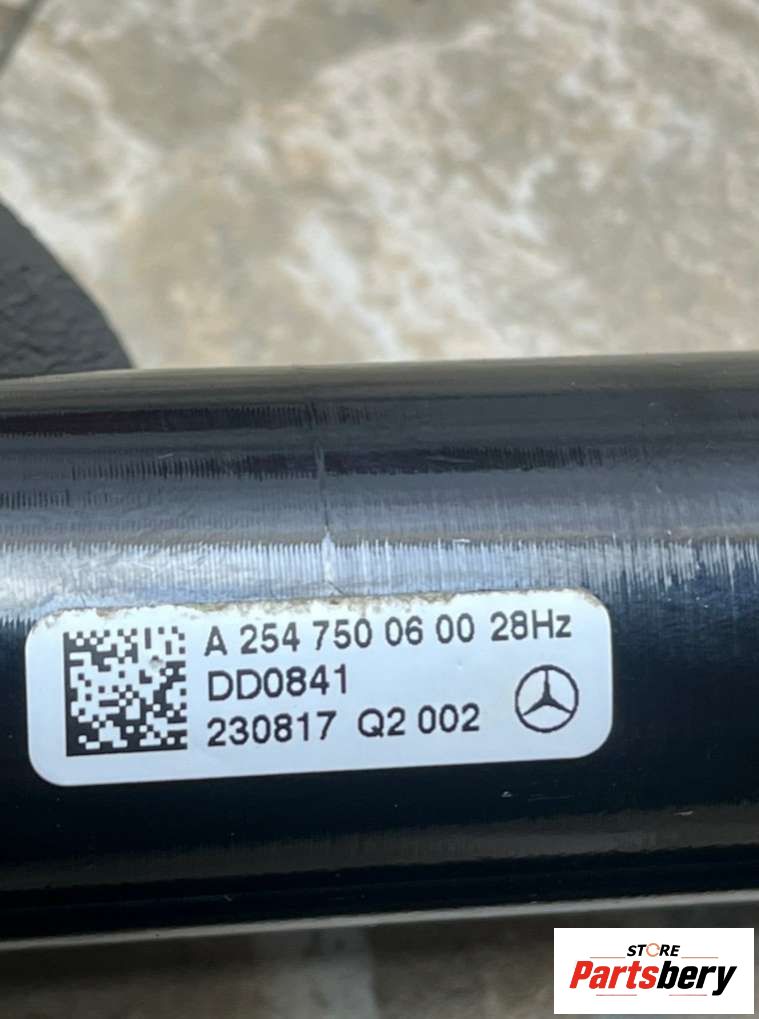 A 254 750 06 00 28Hz
DD0841
230817 Q2 002
STORE
Partsbery